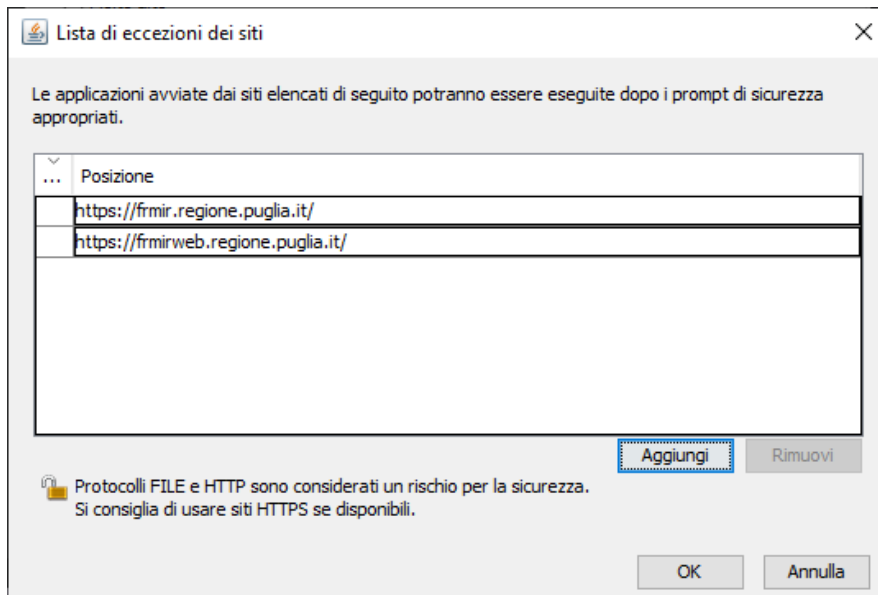 Lista di eccezioni dei siti
Le applicazioni avviate dai siti elencati di seguito potranno essere eseguite dopo i prompt di sicurezza
appropriati.
... Posizione
https://frmir.regione.puglia.it/
https://frmirweb.regione.puglia.it/
Aggiungi Rimuovi
Protocolli FILE e HTTP sono considerati un rischio per la sicurezza.
Si consiglia di usare siti HTTPS se disponibili.
OK Annulla